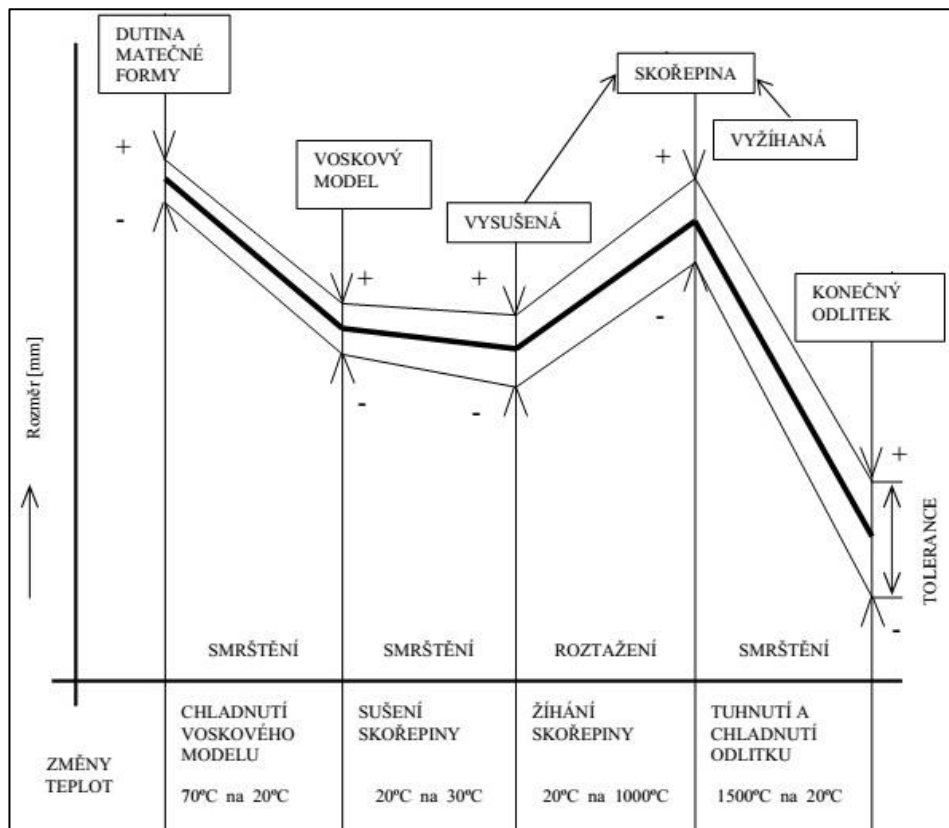 DUTINA
MATEČNÉ
FORMY
SKOŘEPINA
VYŽÍHANÁ
+
VOSKOVÝ
MODEL
+
-
VYSUŠENÁ
+
+
-
KONEČNÝ
ODLITEK
-
-
+
Rozměr [mm]
TOLERANCE
-
SMRŠTĚNÍ
SMRŠTĚNÍ
ROZTAŽENÍ
SMRŠTĚNÍ
ZMĚNY
TEPLOT
CHLADNUTÍ
VOSKOVÉHO
MODELU
70ºC na 20ºC
SUŠENÍ
SKOŘEPINY
20ºC na 30ºC
ŽÍHÁNÍ
SKOŘEPINY
20ºC na 1000ºC
TUHNUTÍ A
CHLADNUTÍ
ODLITKU
1500ºC na 20ºC